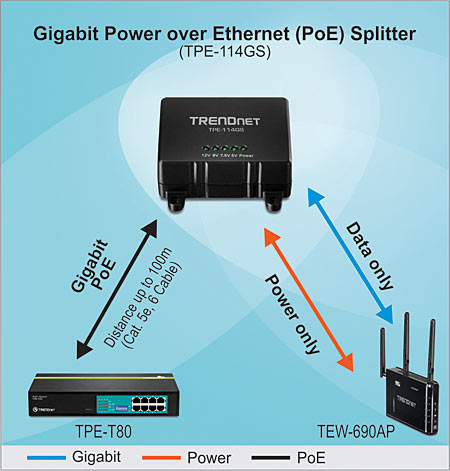 Gigabit Power over Ethernet (PoE) Splitter
(TPE-114GS)
TRENDNET
TPE-114GS
12V 9V 7.5V 5V Power
Gigabit
PoE
Distance up to 100m
(Cat. 5e, 6 Cable)
Data only
Power only
TRENDNET
TRENDNET
TPE-T80
TEW-690AP
Gigabit
Power
PoE